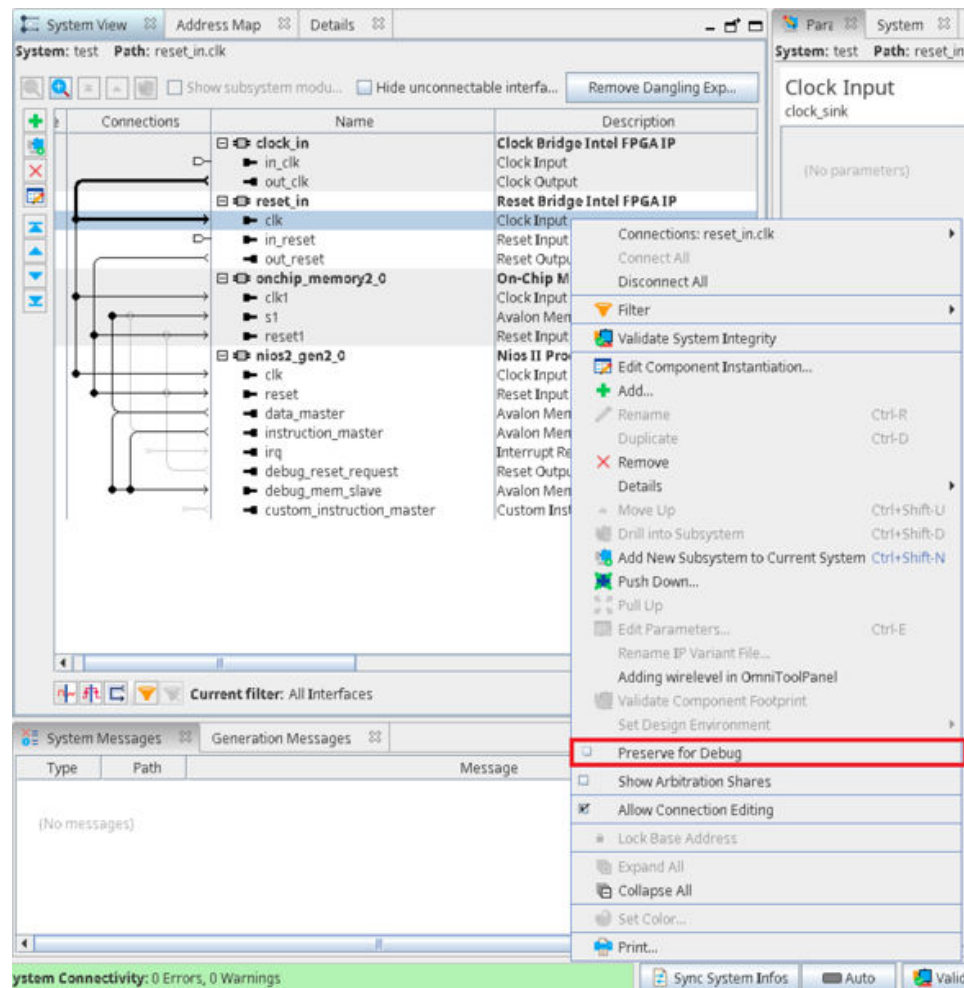 System View Address Map Details
Para System
System: test Path: reset_in.clk
System: test Path: reset_in
Show subsystem modu... Hide unconnectable interfa... Remove Dangling Exp...
Clock Input
clock_sink
(No parameters)
Connections Name Description
clock_in Clock Bridge Intel FPGA IP
in_clk Clock Input
out_clk Clock Output
reset_in Reset Bridge Intel FPGA IP
clk Clock Input
in_reset Reset Input
out_reset Reset Outpu
onchip_memory2_0 On-Chip M
clk1 Clock Input
s1 Avalon Men
reset1 Reset Input
nios2_gen2_0 Nios II Pro
clk Clock Input
reset Reset Input
data_master Avalon Men
instruction_master Avalon Men
irq Interrupt Re
debug_reset_request Reset Outpu
debug_mem_slave Avalon Men
custom_instruction_master Custom Inst
Connections: reset_in.clk
Connect All
Disconnect All
Filter
Validate System Integrity
Edit Component Instantiation...
Add...
Rename Ctrl-R
Duplicate Ctrl-D
Remove
Details
Move Up Ctrl+Shift-U
Drill into Subsystem Ctrl+Shift-D
Add New Subsystem to Current System Ctrl+Shift-N
Push Down...
Pull Up
Edit Parameters... Ctrl-E
Rename IP Variant File...
Adding wirelevel in OmniToolPanel
Validate Component Footprint
Set Design Environment
Preserve for Debug
Show Arbitration Shares
Allow Connection Editing
Lock Base Address
Expand All
Collapse All
Set Color...
Print...
Current filter: All Interfaces
System Messages Generation Messages
Type Path Message
(No messages)
ystem Connectivity: 0 Errors, 0 Warnings
Sync System Infos Auto Valid